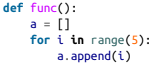 def func():
    a = []
    for i in range(5):
        a.append(i)